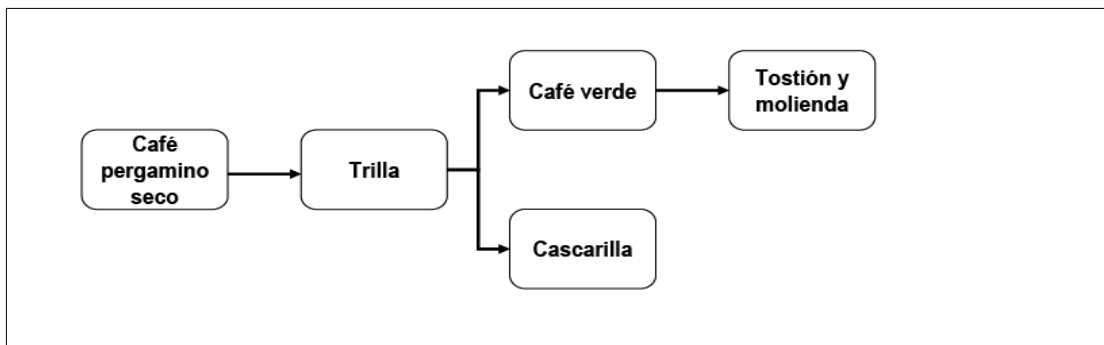 Café
pergamino
seco
Trilla
Café verde
Cascarilla
Tostión y
molienda